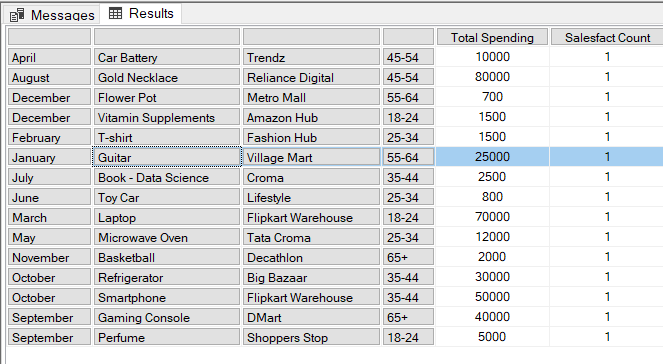 Messages Results
Total Spending Salesfact Count
April Car Battery Trendz 45-54 10000 1
August Gold Necklace Reliance Digital 45-54 80000 1
December Flower Pot Metro Mall 55-64 700 1
December Vitamin Supplements Amazon Hub 18-24 1500 1
February T-shirt Fashion Hub 25-34 1500 1
January Guitar Village Mart 55-64 25000 1
July Book - Data Science Croma 35-44 2500 1
June Toy Car Lifestyle 25-34 800 1
March Laptop Flipkart Warehouse 18-24 70000 1
May Microwave Oven Tata Croma 25-34 12000 1
November Basketball Decathlon 65+ 2000 1
October Refrigerator Big Bazaar 35-44 30000 1
October Smartphone Flipkart Warehouse 35-44 50000 1
September Gaming Console DMart 65+ 40000 1
September Perfume Shoppers Stop 18-24 5000 1